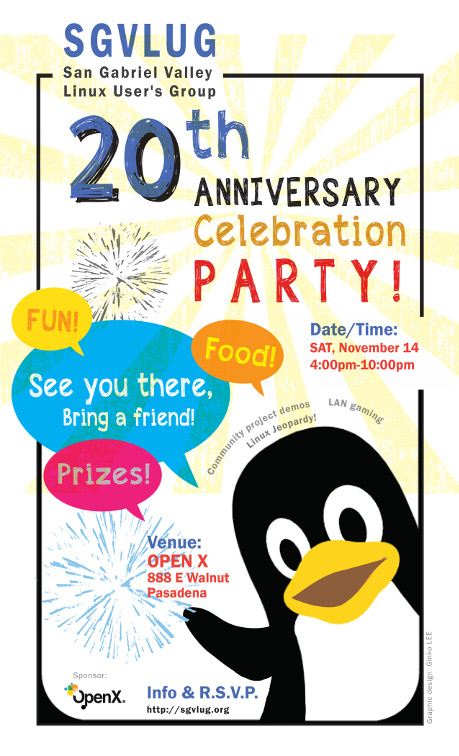 SGVLUG
San Gabriel Valley
Linux User's Group
20th
ANNIVERSARY
Celebration
PARTY!
FUN!
Food!
See you there,
Bring a friend!
Prizes!
Date/Time:
SAT, November 14
4:00pm-10:00pm
Community project demos
Linux Jeopardy!
LAN gaming
Venue:
OPEN X
888 E Walnut
Pasadena
Sponsor:
OpenX.
Info & R.S.V.P.
http://sgvlug.org
Graphic design: Ginko LEE